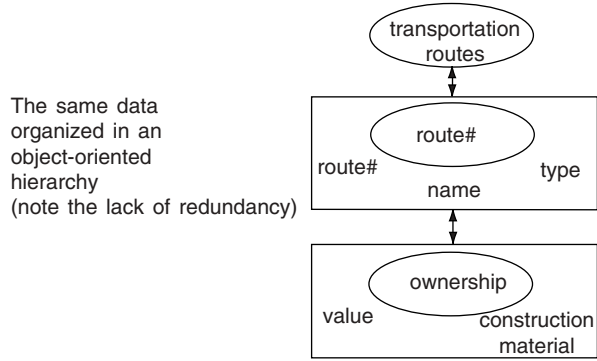 transportation
routes
The same data
organized in an
object-oriented
hierarchy
(note the lack of redundancy)
route#
route#
type
name
ownership
value
construction
material